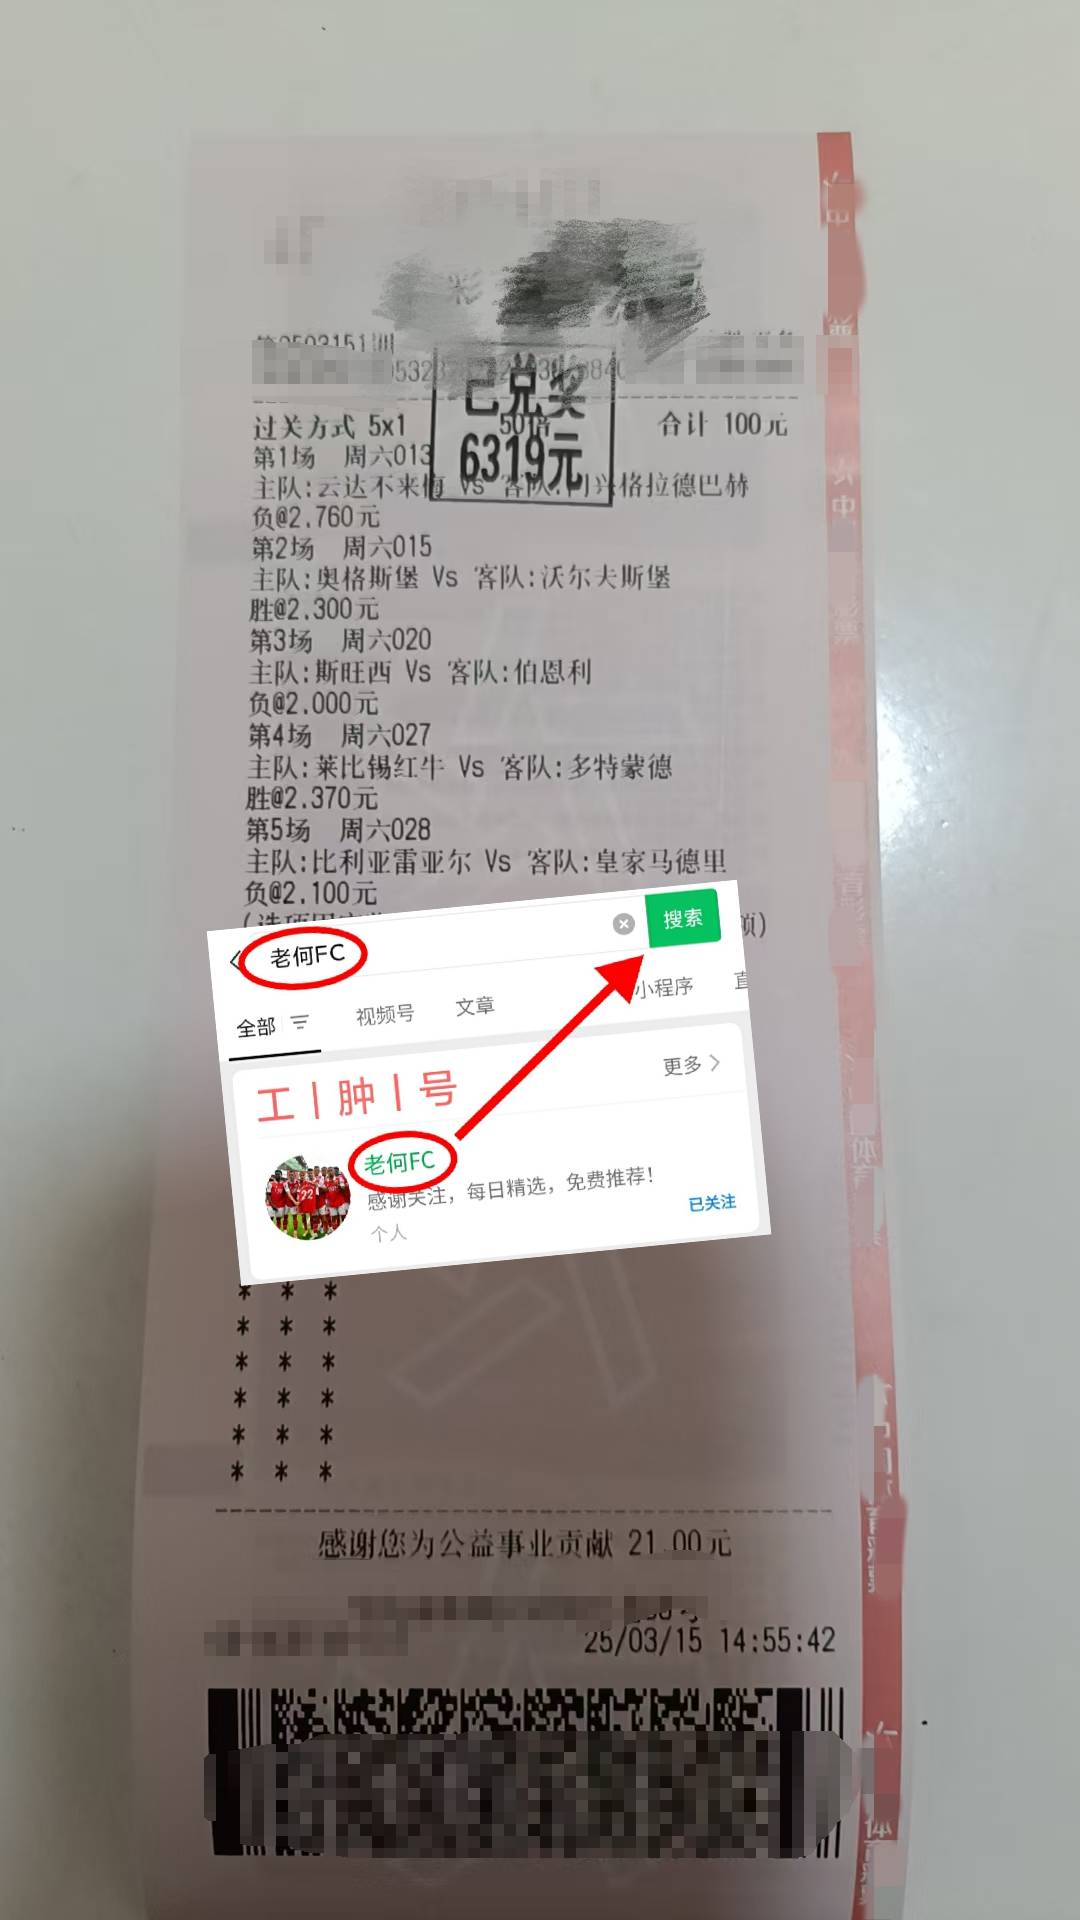 已兑奖
6319元
过关方式 5x1 50倍 合计 100元
第1场 周六013
主队:云达不来梅 Vs 客队:门兴格拉德巴赫
负@2.760元
第2场 周六015
主队:奥格斯堡 Vs 客队:沃尔夫斯堡
胜@2.300元
第3场 周六020
主队:斯旺西 Vs 客队:伯恩利
负@2.000元
第4场 周六027
主队:莱比锡红牛 Vs 客队:多特蒙德
胜@2.370元
第5场 周六028
主队:比利亚雷亚尔 Vs 客队:皇家马德里
负@2.100元
老何FC 搜索
全部 视频号 文章 小程序
工|肿|号 更多
老何FC
感谢关注，每日精选，免费推荐！
个人 已关注
* * *
* * *
* * *
* * *
* * *
* * *
感谢您为公益事业贡献 21.00元
25/03/15 14:55:42